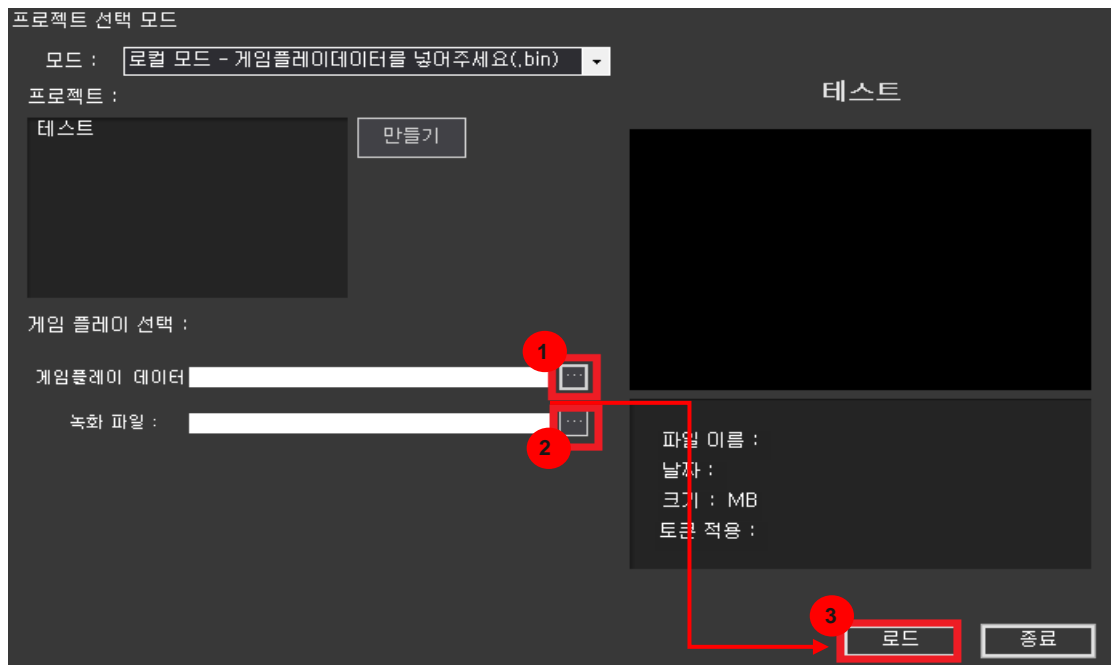 프로젝트 선택 모드
모드 : 로컬 모드 - 게임플레이데이터를 넣어주세요(.bin)
프로젝트 :
테스트
만들기
테스트
게임 플레이 선택 :
1
게임플레이 데이터 ...
녹화 파일 : ...
2
파일 이름 :
날짜 :
크기 : MB
토큰 적용 :
3
로드
종료